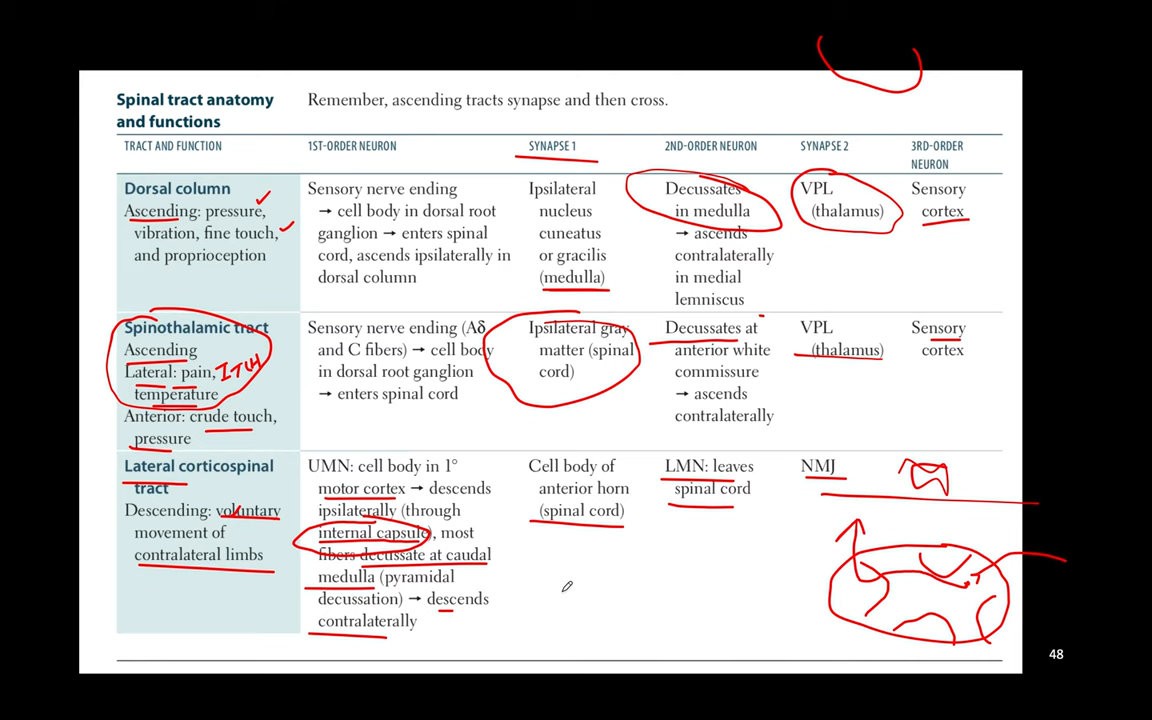 Spinal tract anatomy
and functions
Remember, ascending tracts synapse and then cross.
TRACT AND FUNCTION
1ST-ORDER NEURON
SYNAPSE 1
2ND-ORDER NEURON
SYNAPSE 2
3RD-ORDER
NEURON
Dorsal column
Ascending: pressure,
vibration, fine touch,
and proprioception
Sensory nerve ending
→ cell body in dorsal root
ganglion → enters spinal
cord, ascends ipsilaterally in
dorsal column
Ipsilateral
nucleus
cuneatus
or gracilis
(medulla)
Decussates
in medulla
→ ascends
contralaterally
in medial
lemniscus
VPL
(thalamus)
Sensory
cortex
Spinothalamic tract
Ascending
Lateral: pain,
ITCH
temperature
Anterior: crude touch,
pressure
Sensory nerve ending (Aδ
and C fibers) → cell body
in dorsal root ganglion
→ enters spinal cord
Ipsilateral gray
matter (spinal
cord)
Decussates at
anterior white
commissure
→ ascends
contralaterally
VPL
(thalamus)
Sensory
cortex
Lateral corticospinal
tract
Descending: voluntary
movement of
contralateral limbs
UMN: cell body in 1°
motor cortex → descends
ipsilaterally (through
internal capsule), most
fibers decussate at caudal
medulla (pyramidal
decussation) → descends
contralaterally
Cell body of
anterior horn
(spinal cord)
LMN: leaves
spinal cord
NMJ
48